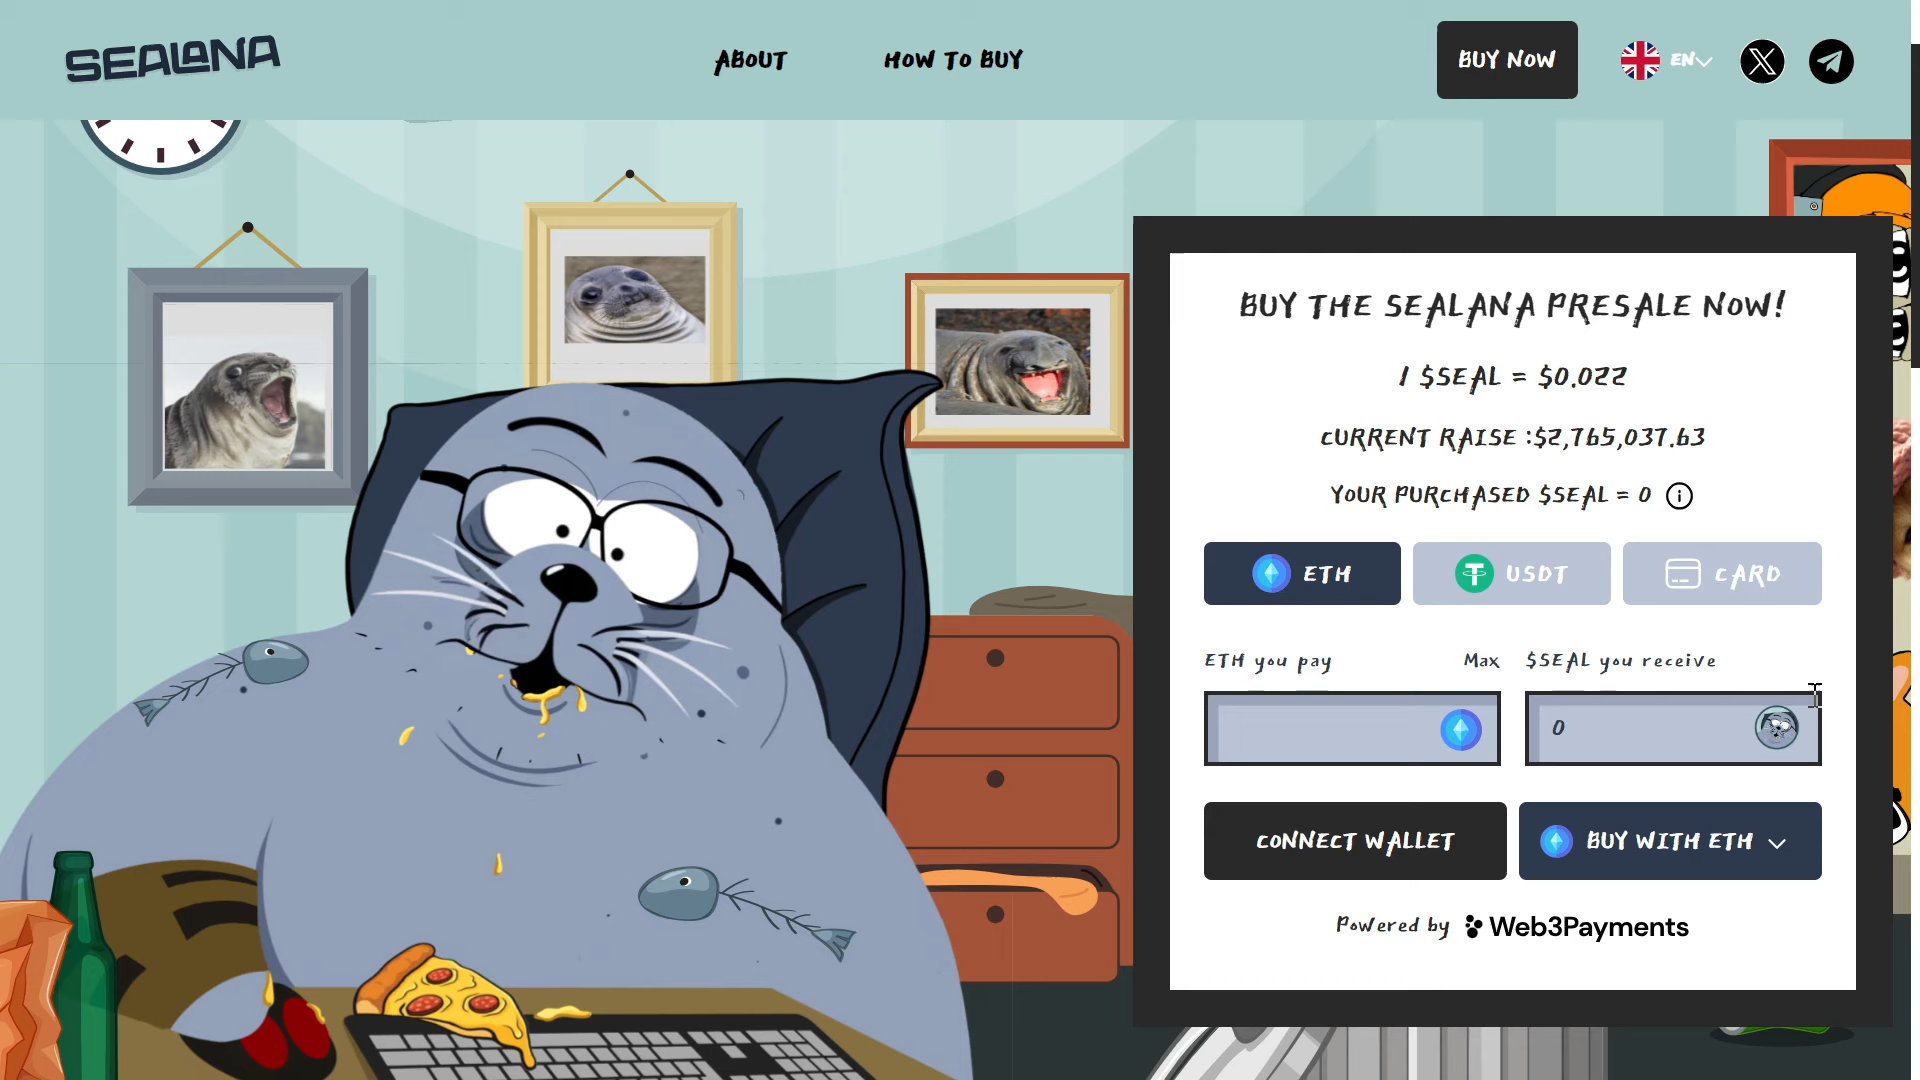 SEALANA
ABOUT
HOW TO BUY
BUY NOW
EN
BUY THE SEALANA PRESALE NOW!
1 $SEAL = $0.022
CURRENT RAISE :$2,765,037.63
YOUR PURCHASED $SEAL = 0
ETH
USDT
CARD
ETH you pay
Max
$SEAL you receive
0
CONNECT WALLET
BUY WITH ETH
Powered by Web3Payments